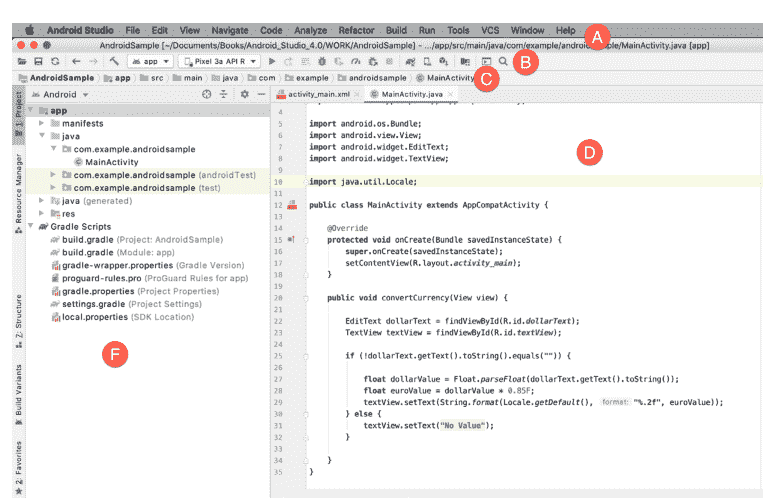 Android Studio File Edit View Navigate Code Analyze Refactor Build Run Tools VCS Window Help A
AndroidSample [~/Documents/Books/Android_Studio_4.0/WORK/AndroidSample] - .../app/src/main/java/com/example/androidsample/MainActivity.java [app]
app Pixel 3a API R B
AndroidSample app src main java com example androidsample MainActivity C
1: Project
Resource Manager
Z: Structure
Build Variants
2: Favorites
Android
app
manifests
java
com.example.androidsample
MainActivity
com.example.androidsample (androidTest)
com.example.androidsample (test)
java (generated)
res
Gradle Scripts
build.gradle (Project: AndroidSample)
build.gradle (Module: app)
gradle-wrapper.properties (Gradle Version)
proguard-rules.pro (ProGuard Rules for app)
gradle.properties (Project Properties)
settings.gradle (Project Settings)
local.properties (SDK Location)
F
activity_main.xml MainActivity.java
4
5 import android.os.Bundle;
6 import android.view.View;
7 import android.widget.EditText;
8 import android.widget.TextView;
D
9
10 import java.util.Locale;
11
12 public class MainActivity extends AppCompatActivity {
13
14 @Override
15 protected void onCreate(Bundle savedInstanceState) {
16 super.onCreate(savedInstanceState);
17 setContentView(R.layout.activity_main);
18 }
19
20 public void convertCurrency(View view) {
21
22 EditText dollarText = findViewById(R.id.dollarText);
23 TextView textView = findViewById(R.id.textView);
24
25 if (!dollarText.getText().toString().equals("")) {
26
27 float dollarValue = Float.parseFloat(dollarText.getText().toString());
28 float euroValue = dollarValue * 0.85F;
29 textView.setText(String.format(Locale.getDefault(), format: "%.2f", euroValue));
30 } else {
31 textView.setText("No Value");
32 }
33
34 }
35 }